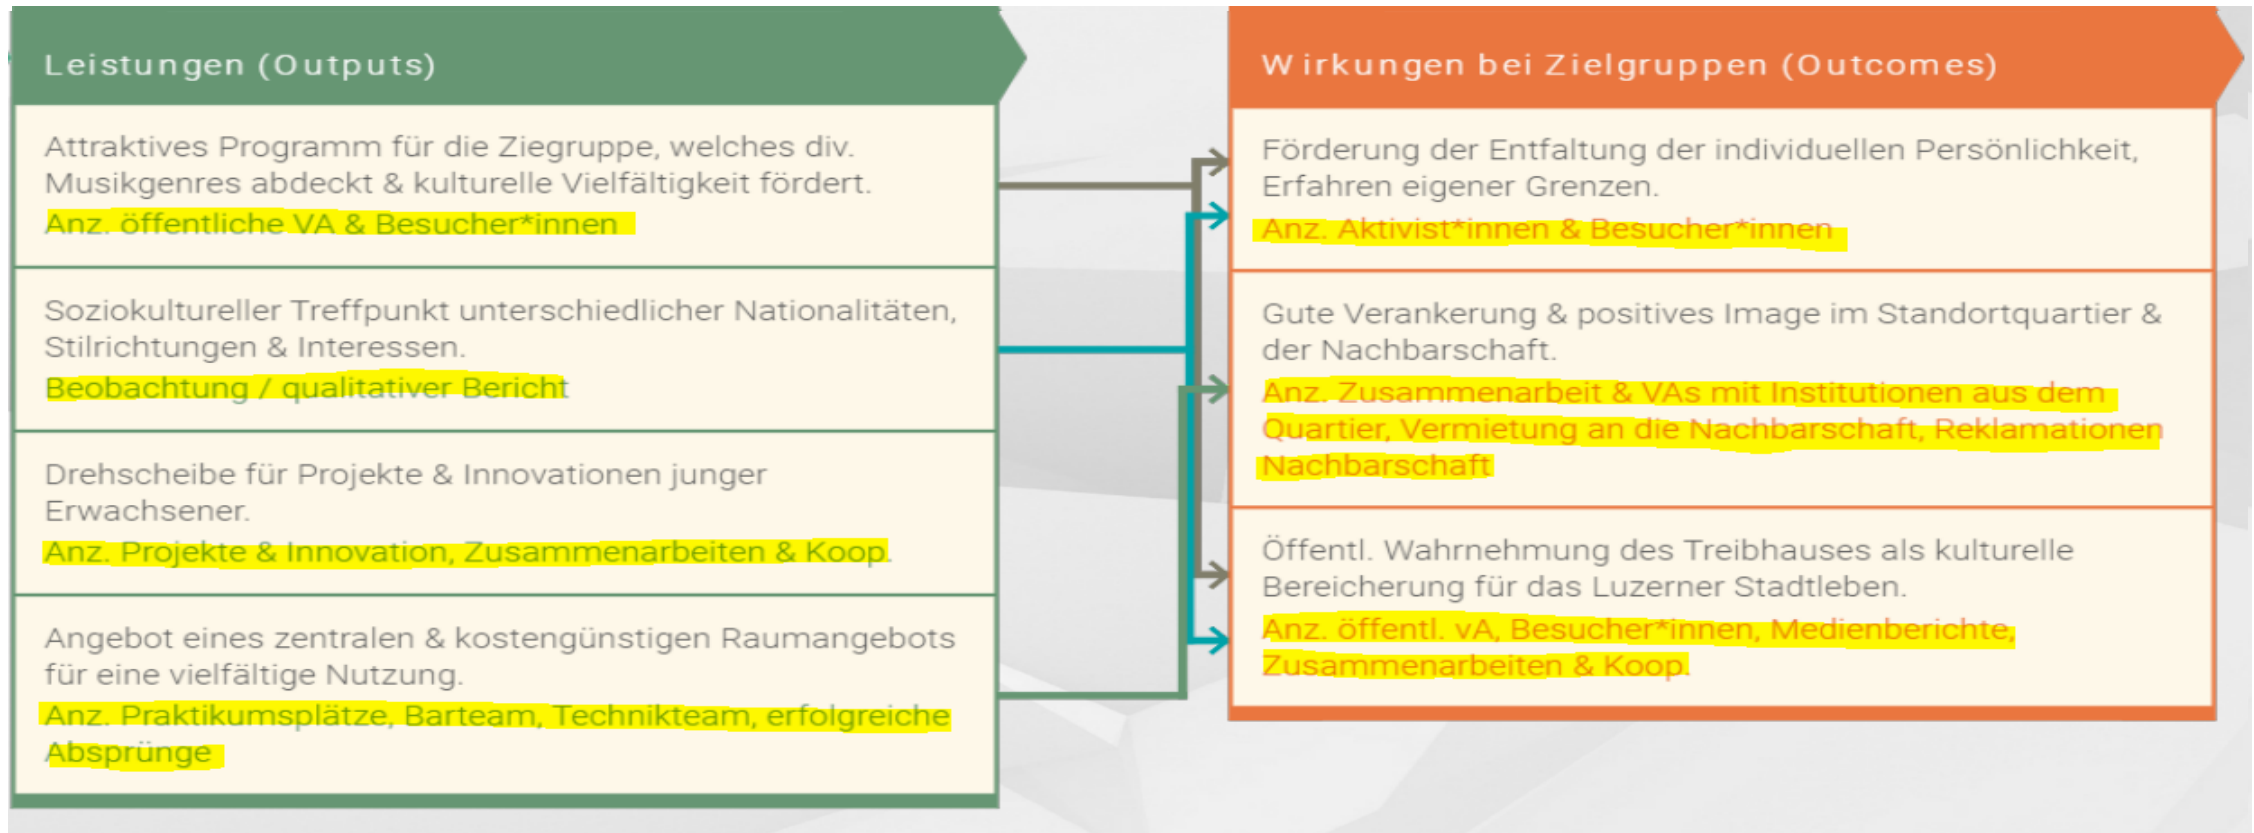 Leistungen (Outputs)
Attraktives Programm für die Ziegruppe, welches div.
Musikgenres abdeckt & kulturelle Vielfältigkeit fördert.
Anz. öffentliche VA & Besucher*innen
Soziokultureller Treffpunkt unterschiedlicher Nationalitäten,
Stilrichtungen & Interessen.
Beobachtung / qualitativer Bericht
Drehscheibe für Projekte & Innovationen junger
Erwachsener.
Anz. Projekte & Innovation, Zusammenarbeiten & Koop.
Angebot eines zentralen & kostengünstigen Raumangebots
für eine vielfältige Nutzung.
Anz. Praktikumsplätze, Barteam, Technikteam, erfolgreiche
Absprünge
Wirkungen bei Zielgruppen (Outcomes)
Förderung der Entfaltung der individuellen Persönlichkeit,
Erfahren eigener Grenzen.
Anz. Aktivist*innen & Besucher*innen
Gute Verankerung & positives Image im Standortquartier &
der Nachbarschaft.
Anz. Zusammenarbeit & VAs mit Institutionen aus dem
Quartier, Vermietung an die Nachbarschaft, Reklamationen
Nachbarschaft
Öffentl. Wahrnehmung des Treibhauses als kulturelle
Bereicherung für das Luzerner Stadtleben.
Anz. öffentl. vA, Besucher*innen, Medienberichte,
Zusammenarbeiten & Koop.